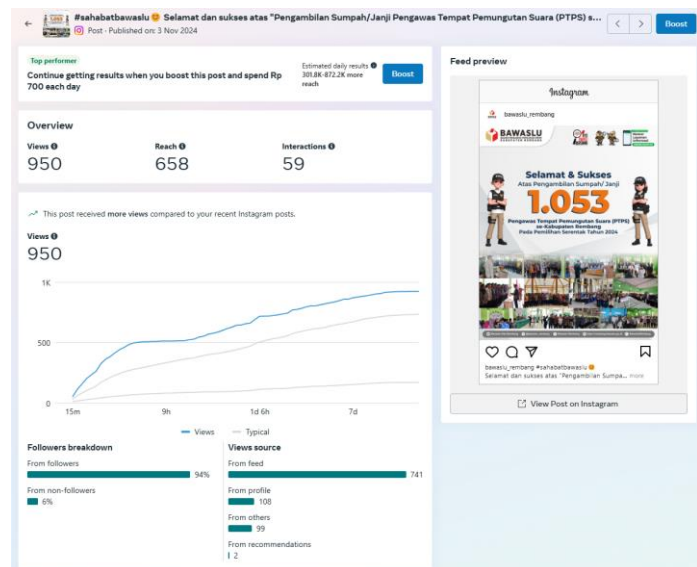 #sahabatbawaslu😊 Selamat dan sukses atas "Pengambilan Sumpah/Janji Pengawas Tempat Pemungutan Suara (PTPS) s...
Post · Published on: 3 Nov 2024
Boost
Top performer
Continue getting results when you boost this post and spend Rp
700 each day
Estimated daily results
301.8K-872.2K more
reach
Boost
Overview
Views
Reach
Interactions
950
658
59
This post received more views compared to your recent Instagram posts.
Views
950
1K
500
0
15m
9h
1d 6h
7d
Views
Typical
Followers breakdown
From followers
94%
From non-followers
6%
Views source
From feed
741
From profile
108
From others
99
From recommendations
2
Feed preview
Instagram
bawaslu_rembang
BAWASLU
Selamat & Sukses
Atas Pengambilan Sumpah/ Janji
1.053
Pengawas Tempat Pemungutan Suara (PTPS)
se-Kabupaten Rembang
Pada Pemilihan Serentak Tahun 2024
bawaslu_rembang #sahabatbawaslu😊
Selamat dan sukses atas "Pengambilan Sumpa... more
View Post on Instagram